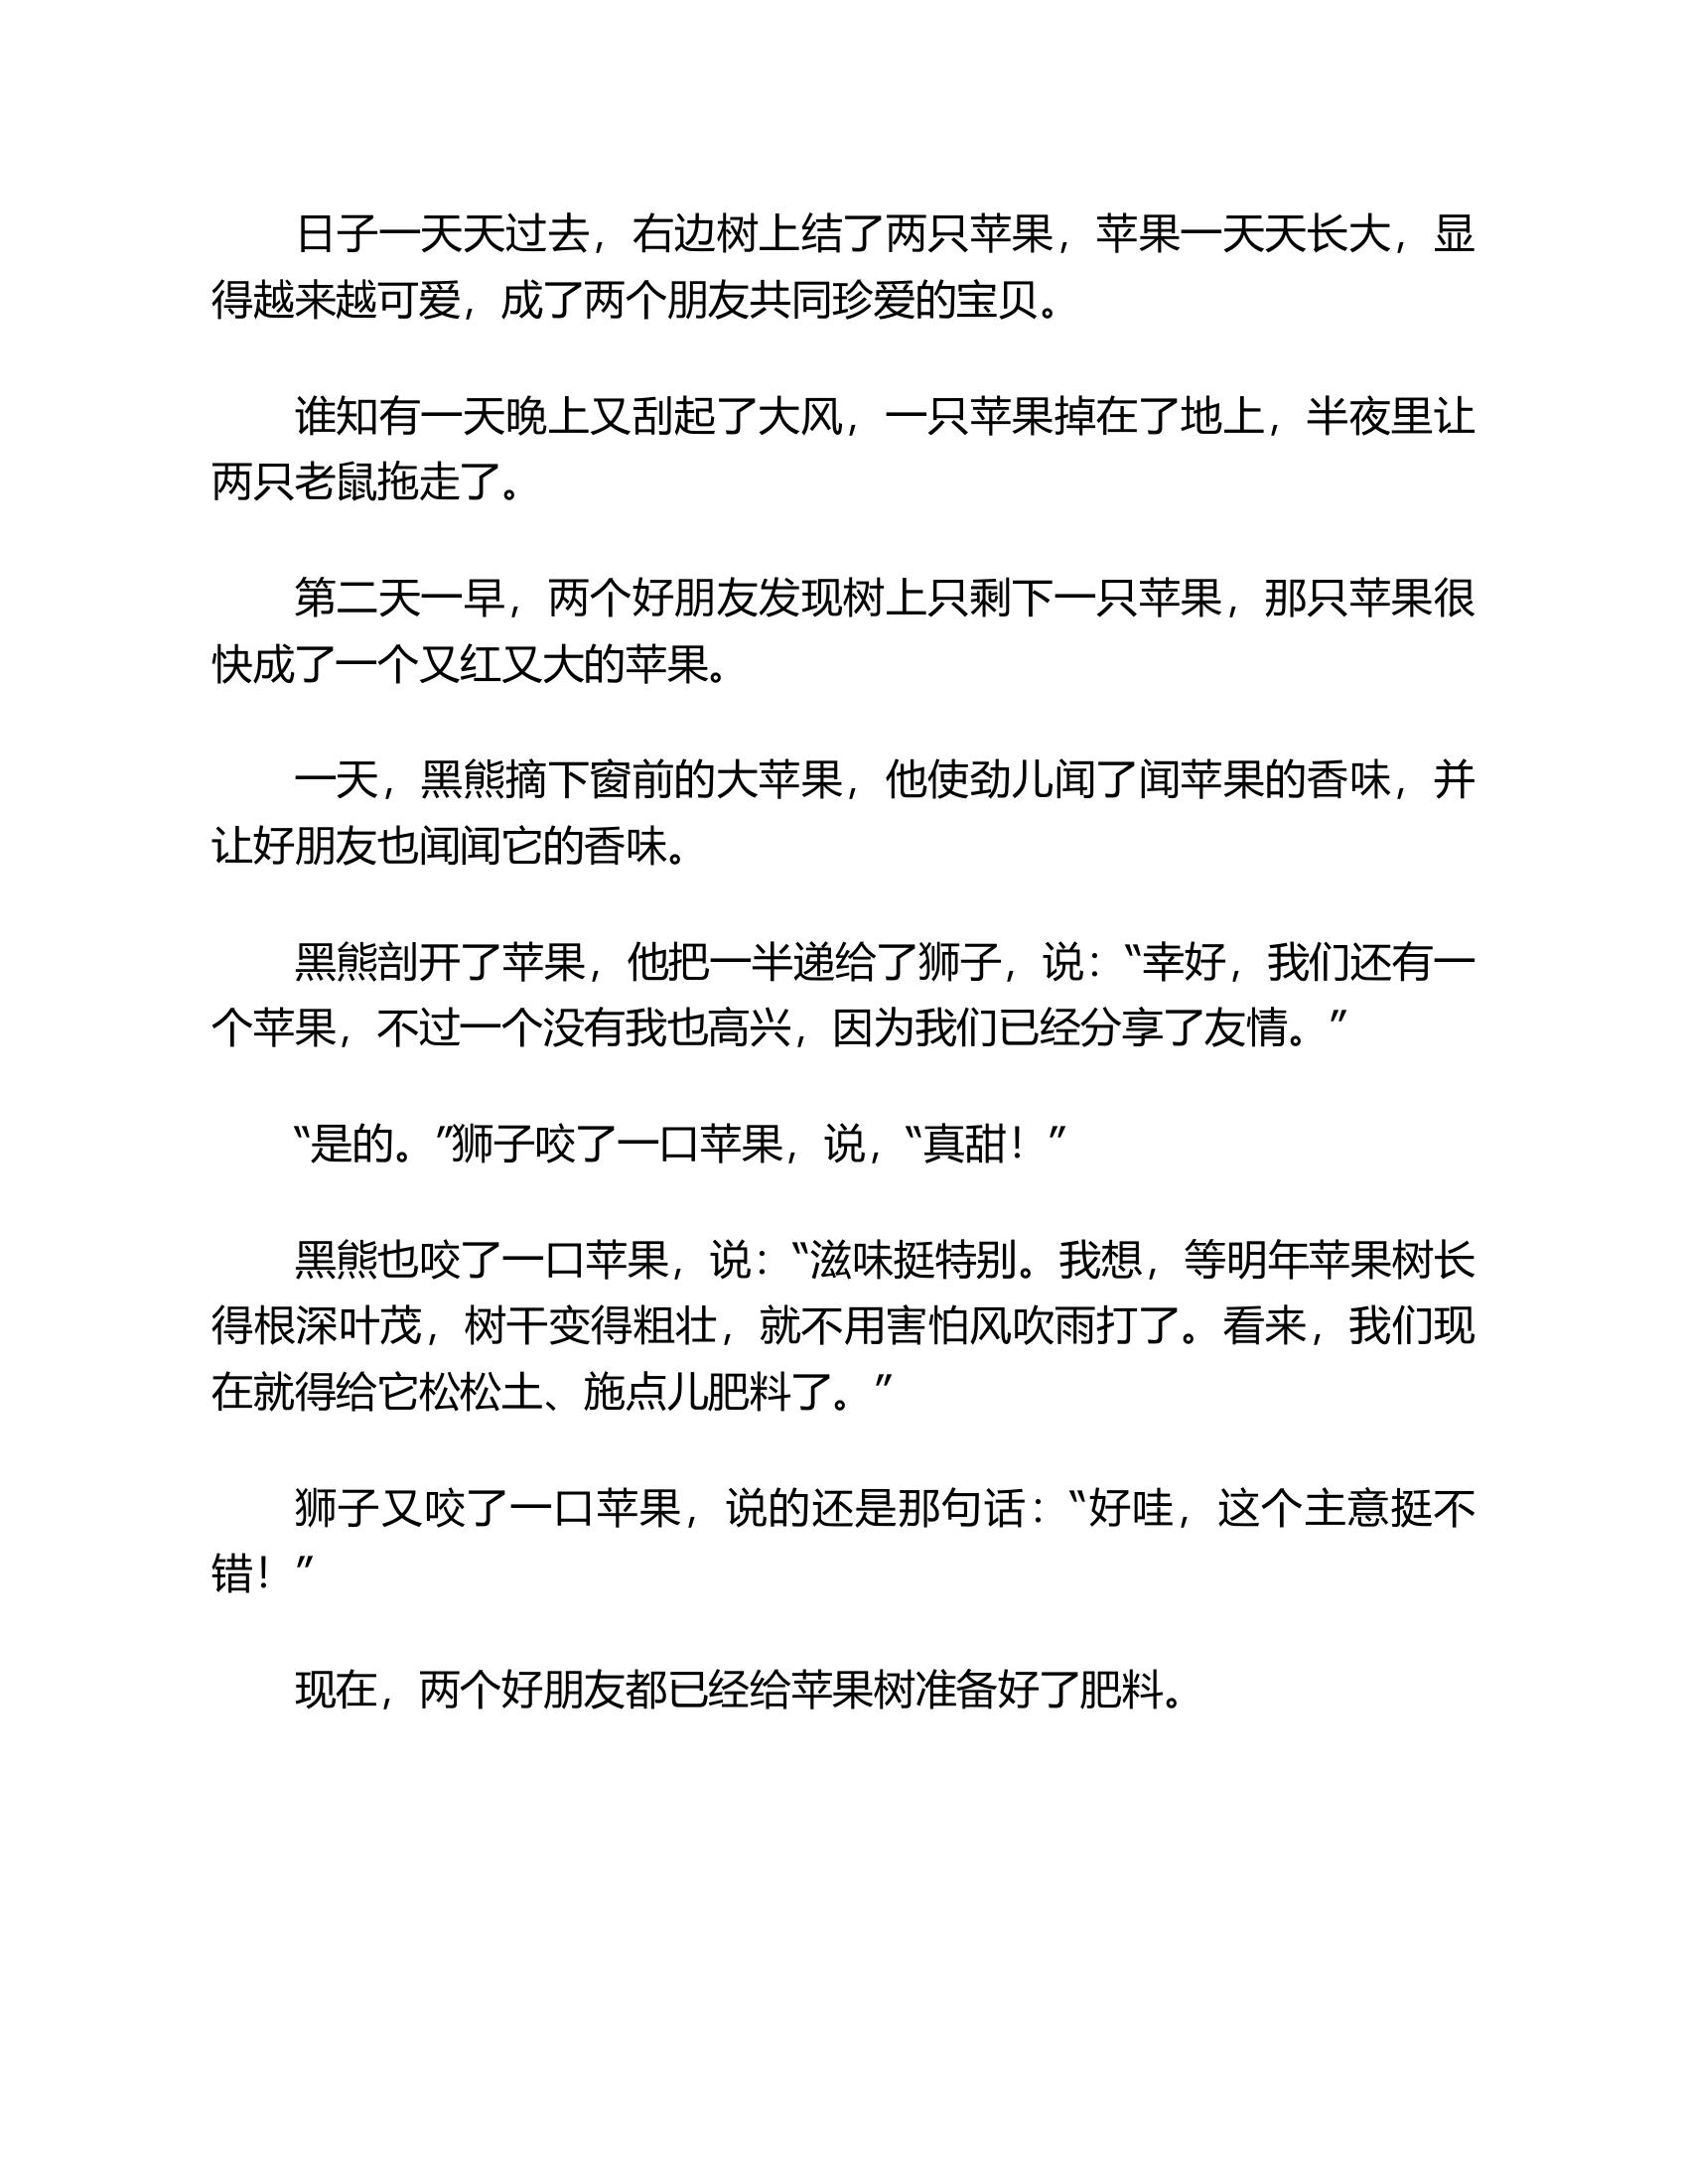 日子一天天过去，右边树上结了两只苹果，苹果一天天长大，显
得越来越可爱，成了两个朋友共同珍爱的宝贝。
谁知有一天晚上又刮起了大风，一只苹果掉在了地上，半夜里让
两只老鼠拖走了。
第二天一早，两个好朋友发现树上只剩下一只苹果，那只苹果很
快成了一个又红又大的苹果。
一天，黑熊摘下窗前的大苹果，他使劲儿闻了闻苹果的香味，并
让好朋友也闻闻它的香味。
黑熊剖开了苹果，他把一半递给了狮子，说：“幸好，我们还有一
个苹果，不过一个没有我也高兴，因为我们已经分享了友情。”
“是的。”狮子咬了一口苹果，说，“真甜！”
黑熊也咬了一口苹果，说：“滋味挺特别。我想，等明年苹果树长
得根深叶茂，树干变得粗壮，就不用害怕风吹雨打了。看来，我们现
在就得给它松松土、施点儿肥料了。”
狮子又咬了一口苹果，说的还是那句话：“好哇，这个主意挺不
错！”
现在，两个好朋友都已经给苹果树准备好了肥料。